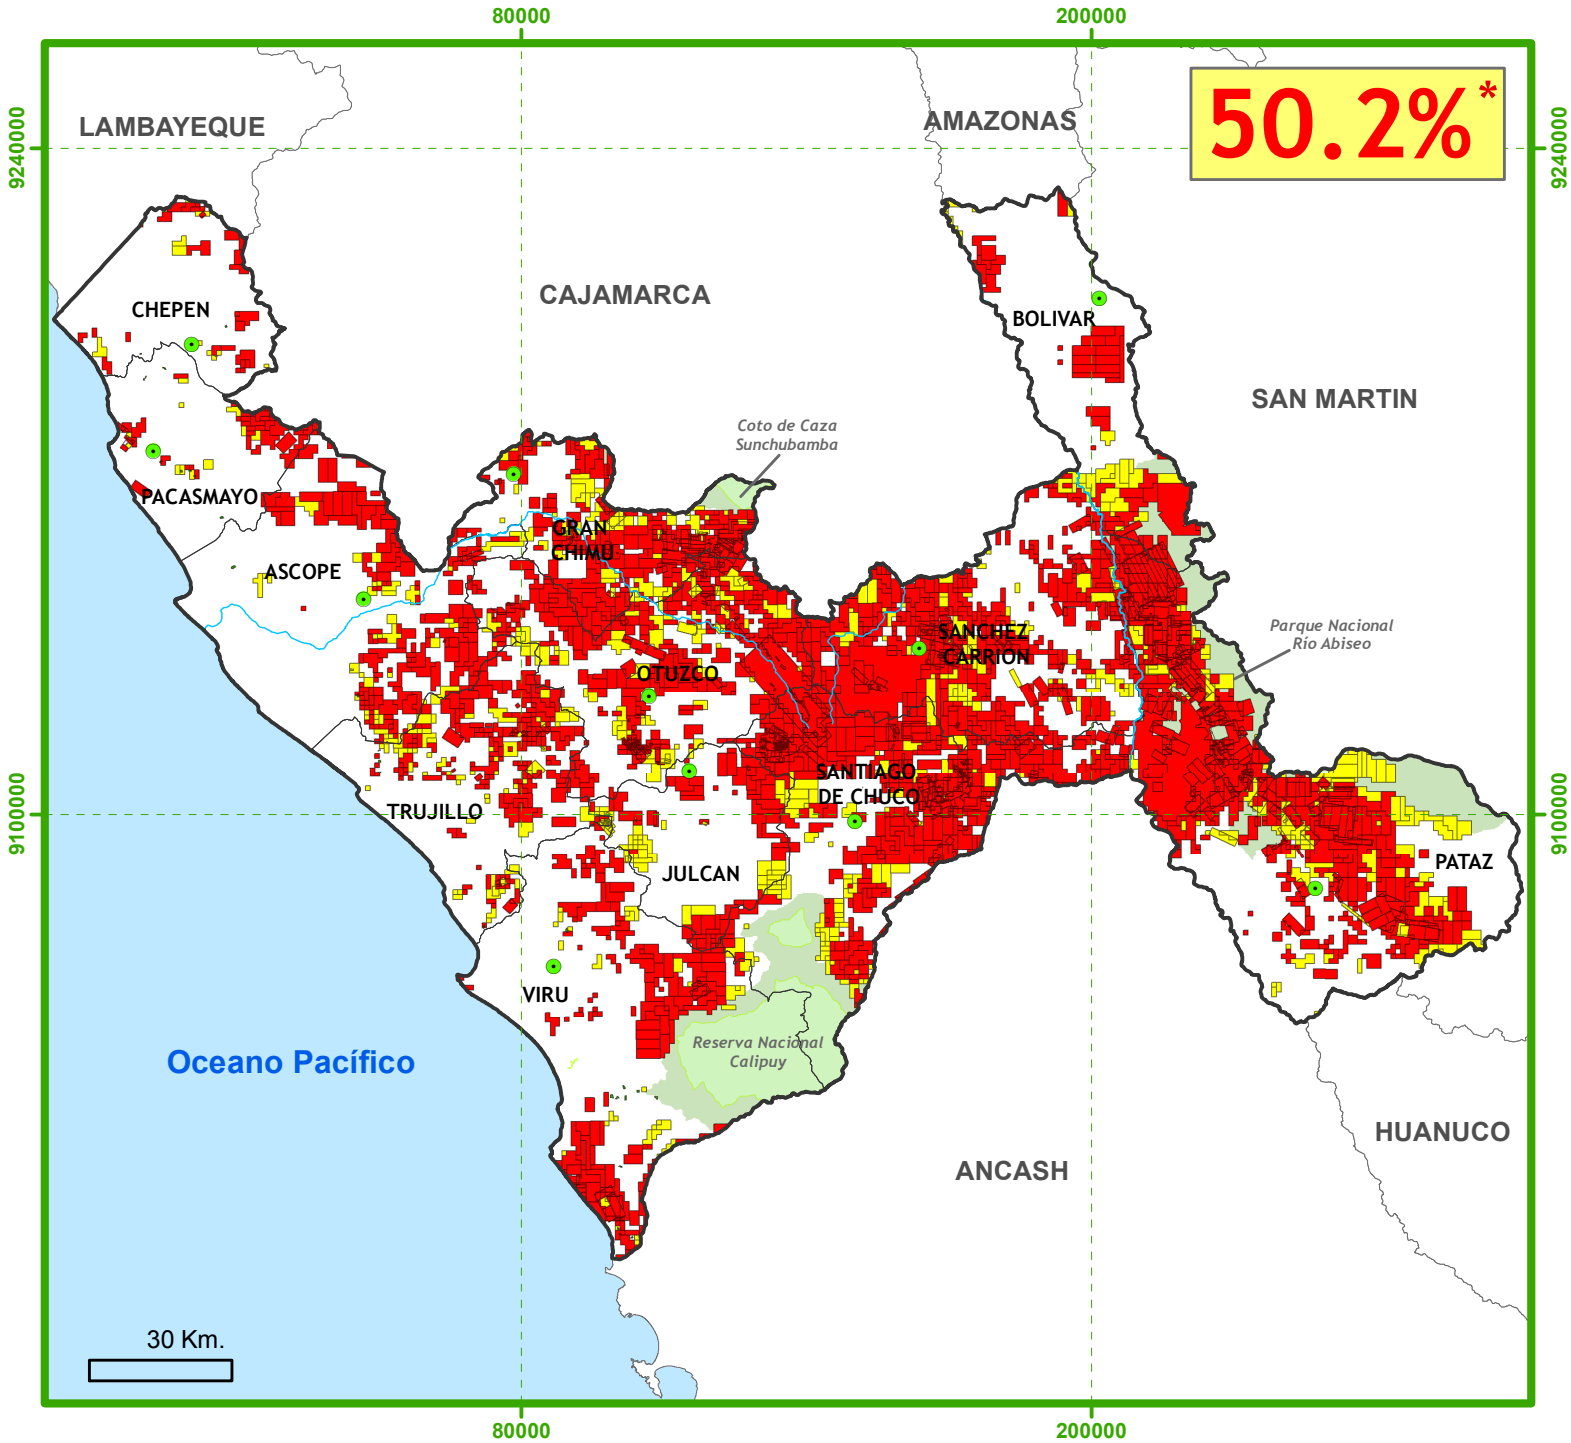 80000
200000
LAMBAYEQUE
AMAZONAS
50.2%*
9240000
9240000
CHEPEN
CAJAMARCA
BOLIVAR
SAN MARTIN
Coto de Caza
Sunchubamba
PACASMAYO
GRAN
CHIMU
ASCOPE
SANCHEZ
CARRIÓN
Parque Nacional
Río Abiseo
OTUZCO
SANTIAGO
DE CHUCO
TRUJILLO
9100000
9100000
JULCAN
PATAZ
VIRU
Reserva Nacional
Calipuy
Oceano Pacífico
HUANUCO
ANCASH
30 Km.
80000
200000